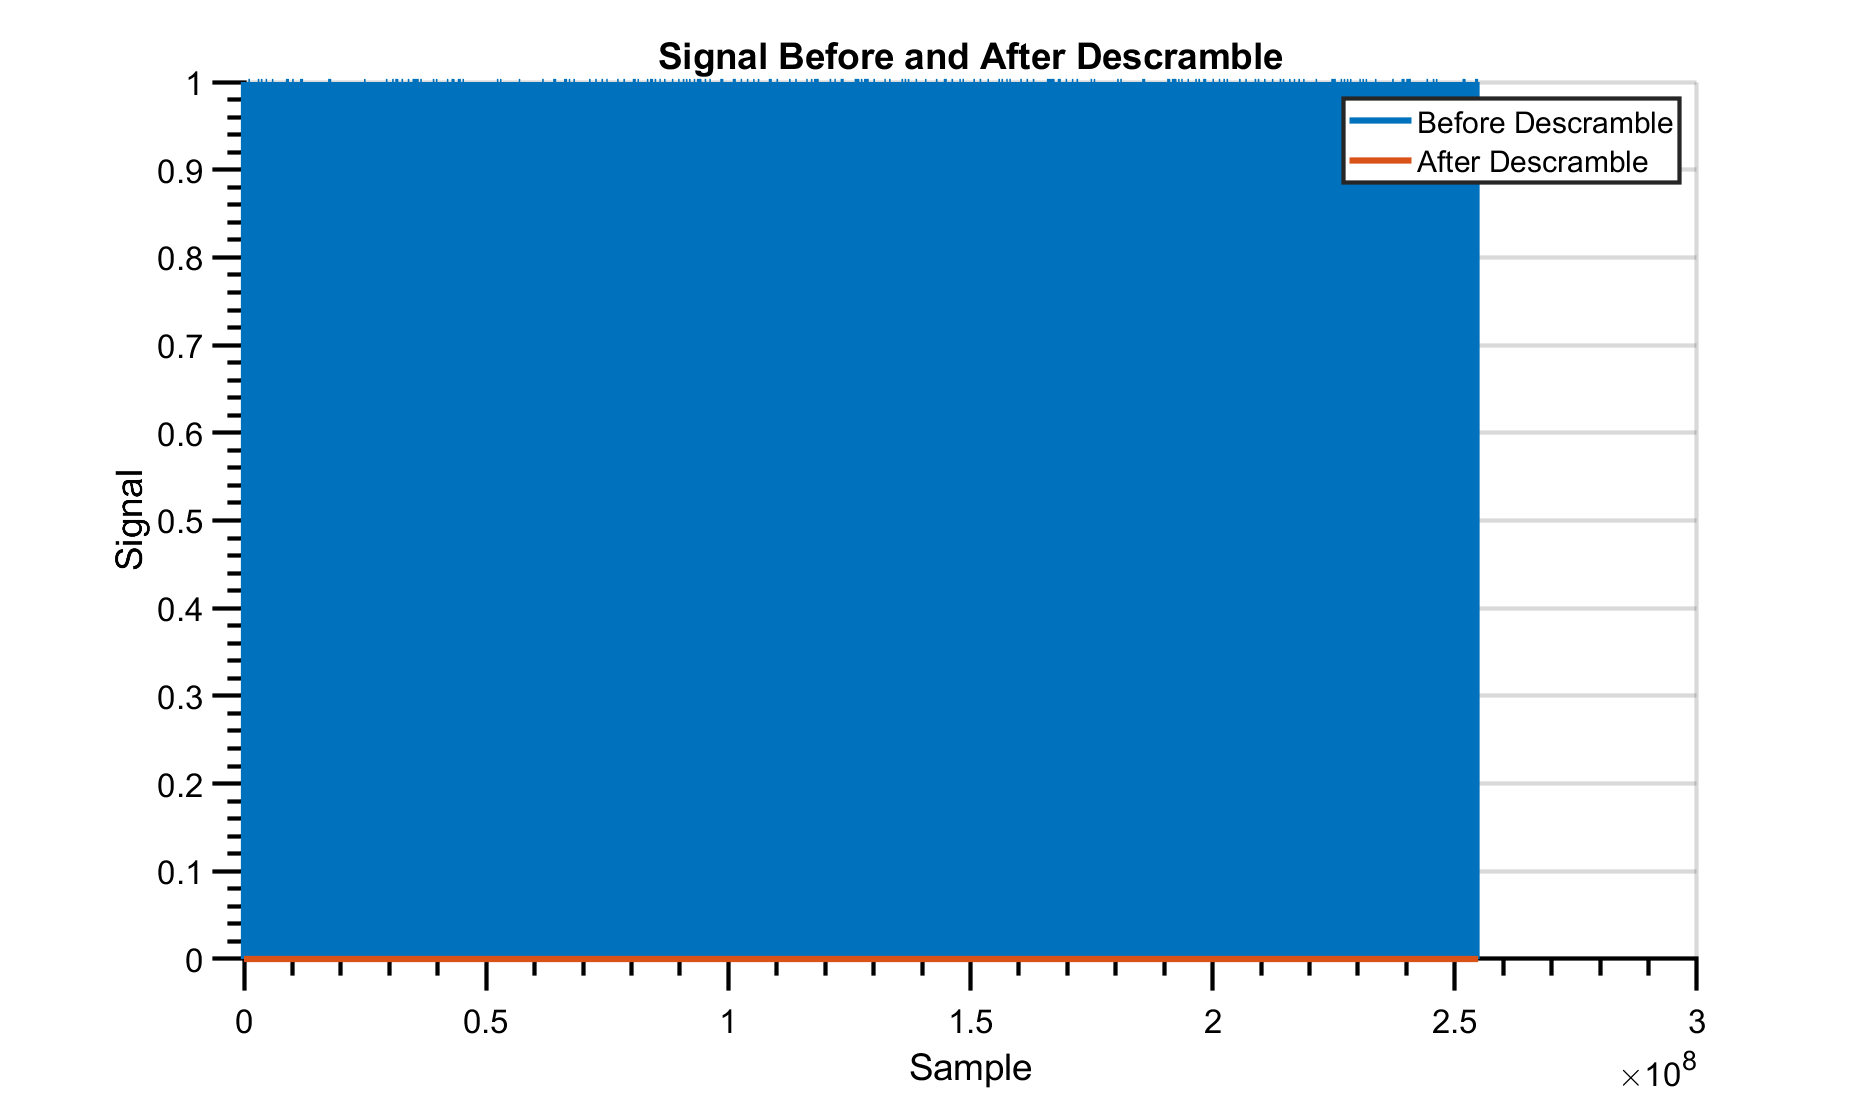 Signal Before and After Descramble
1
0.9
0.8
0.7
0.6
0.5
0.4
0.3
0.2
0.1
0
Signal
Before Descramble
After Descramble
0 0.5 1 1.5 2 2.5 3
Sample
×10⁸